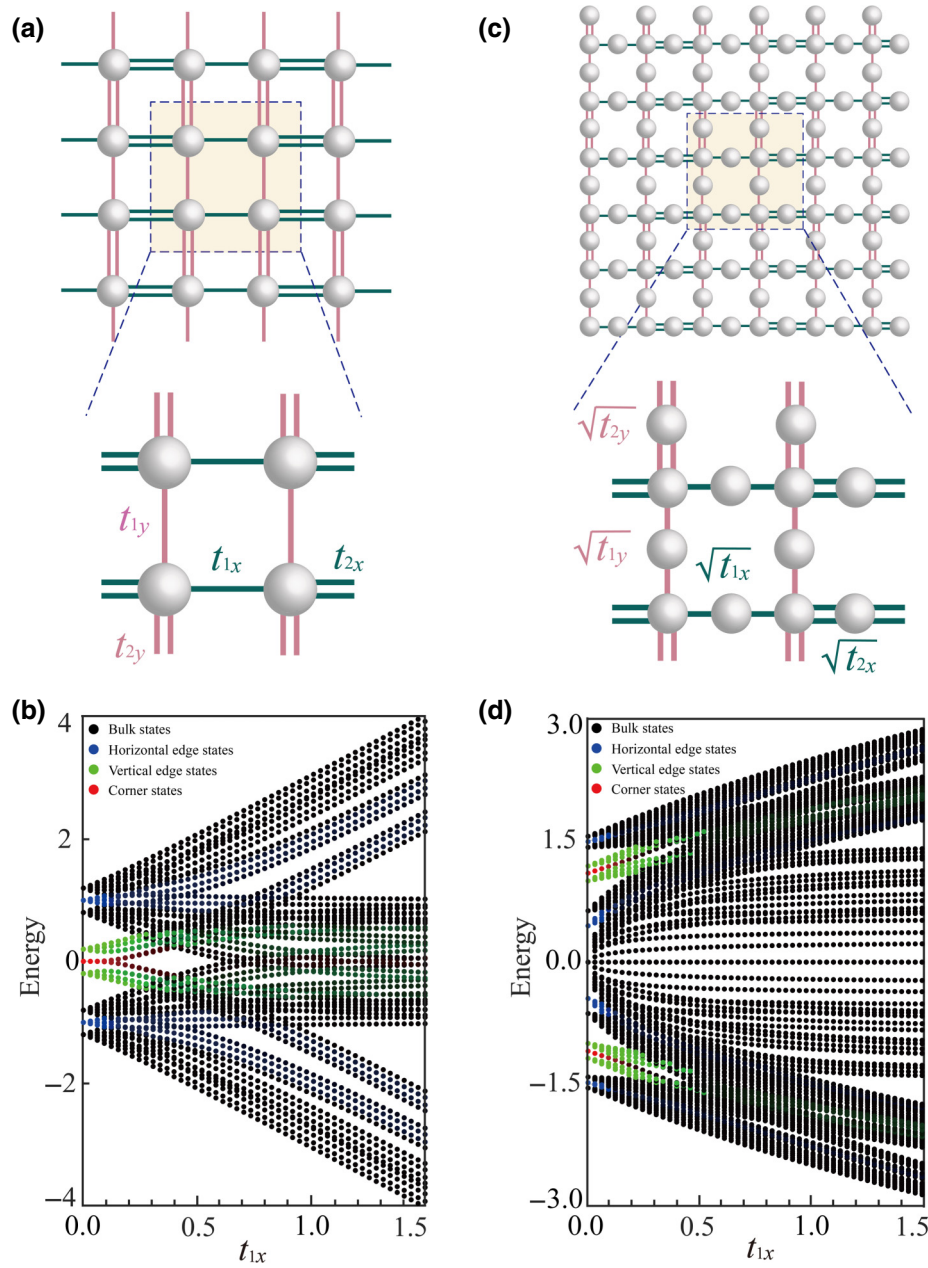 (a)
(c)
t1y
t1x
t2x
t2y
√t2y
√t1y
√t1x
√t2x
(b)
4
2
0
−2
−4
Energy
Bulk states
Horizontal edge states
Vertical edge states
Corner states
0.0 0.5 1.0 1.5
t1x
(d)
3.0
1.5
0.0
−1.5
−3.0
Energy
Bulk states
Horizontal edge states
Vertical edge states
Corner states
0.0 0.5 1.0 1.5
t1x